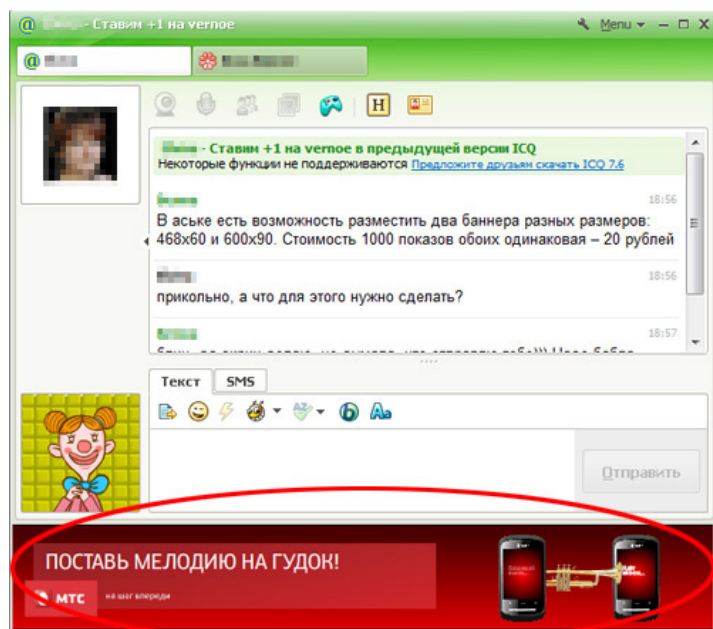 - Ставим +1 на vernoe
Menu
- Ставим +1 на vernoe в предыдущей версии ICQ
Некоторые функции не поддерживаются Предложите друзьям скачать ICQ 7.6
18:56
В аське есть возможность разместить два баннера разных размеров:
468х60 и 600х90. Стоимость 1000 показов обоих одинаковая – 20 рублей
18:56
прикольно, а что для этого нужно сделать?
18:57
Текст SMS
Отправить
ПОСТАВЬ МЕЛОДИЮ НА ГУДОК!
МТС на шаг впереди